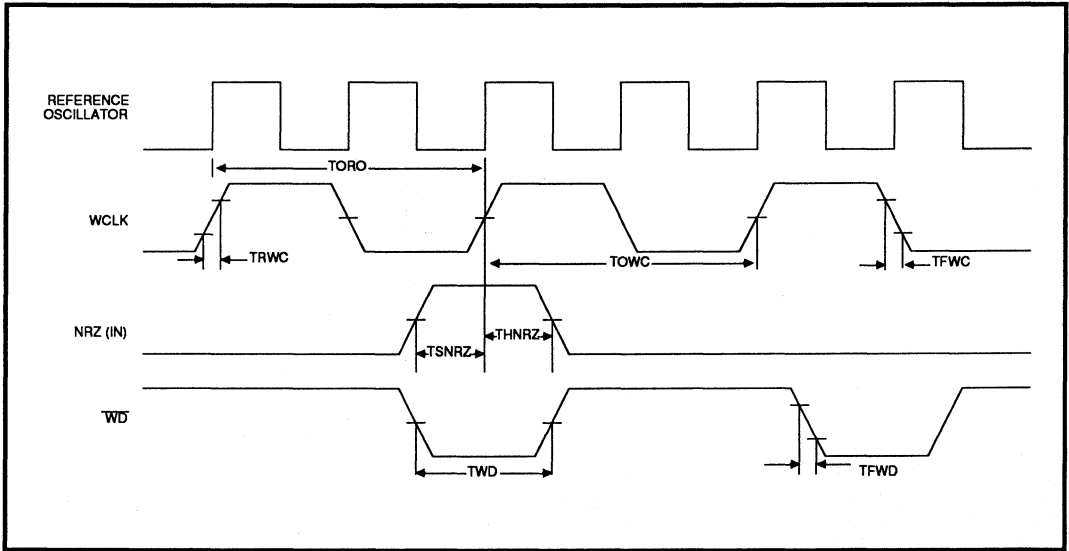 REFERENCE
OSCILLATOR
TORO
WCLK
TRWC
TOWC
TFWC
NRZ (IN)
TSNRZ
THNRZ
WD
TWD
TFWD